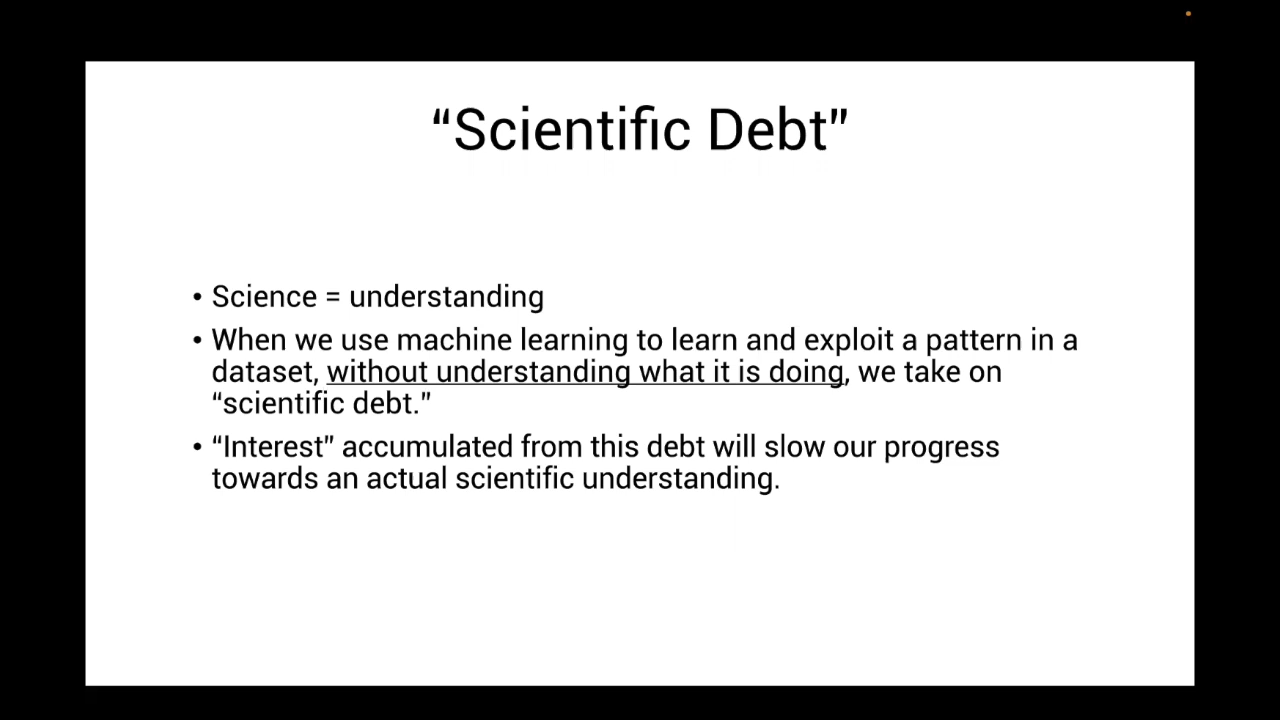 “Scientific Debt”
• Science = understanding
• When we use machine learning to learn and exploit a pattern in a
dataset, without understanding what it is doing, we take on
“scientific debt.”
• “Interest” accumulated from this debt will slow our progress
towards an actual scientific understanding.